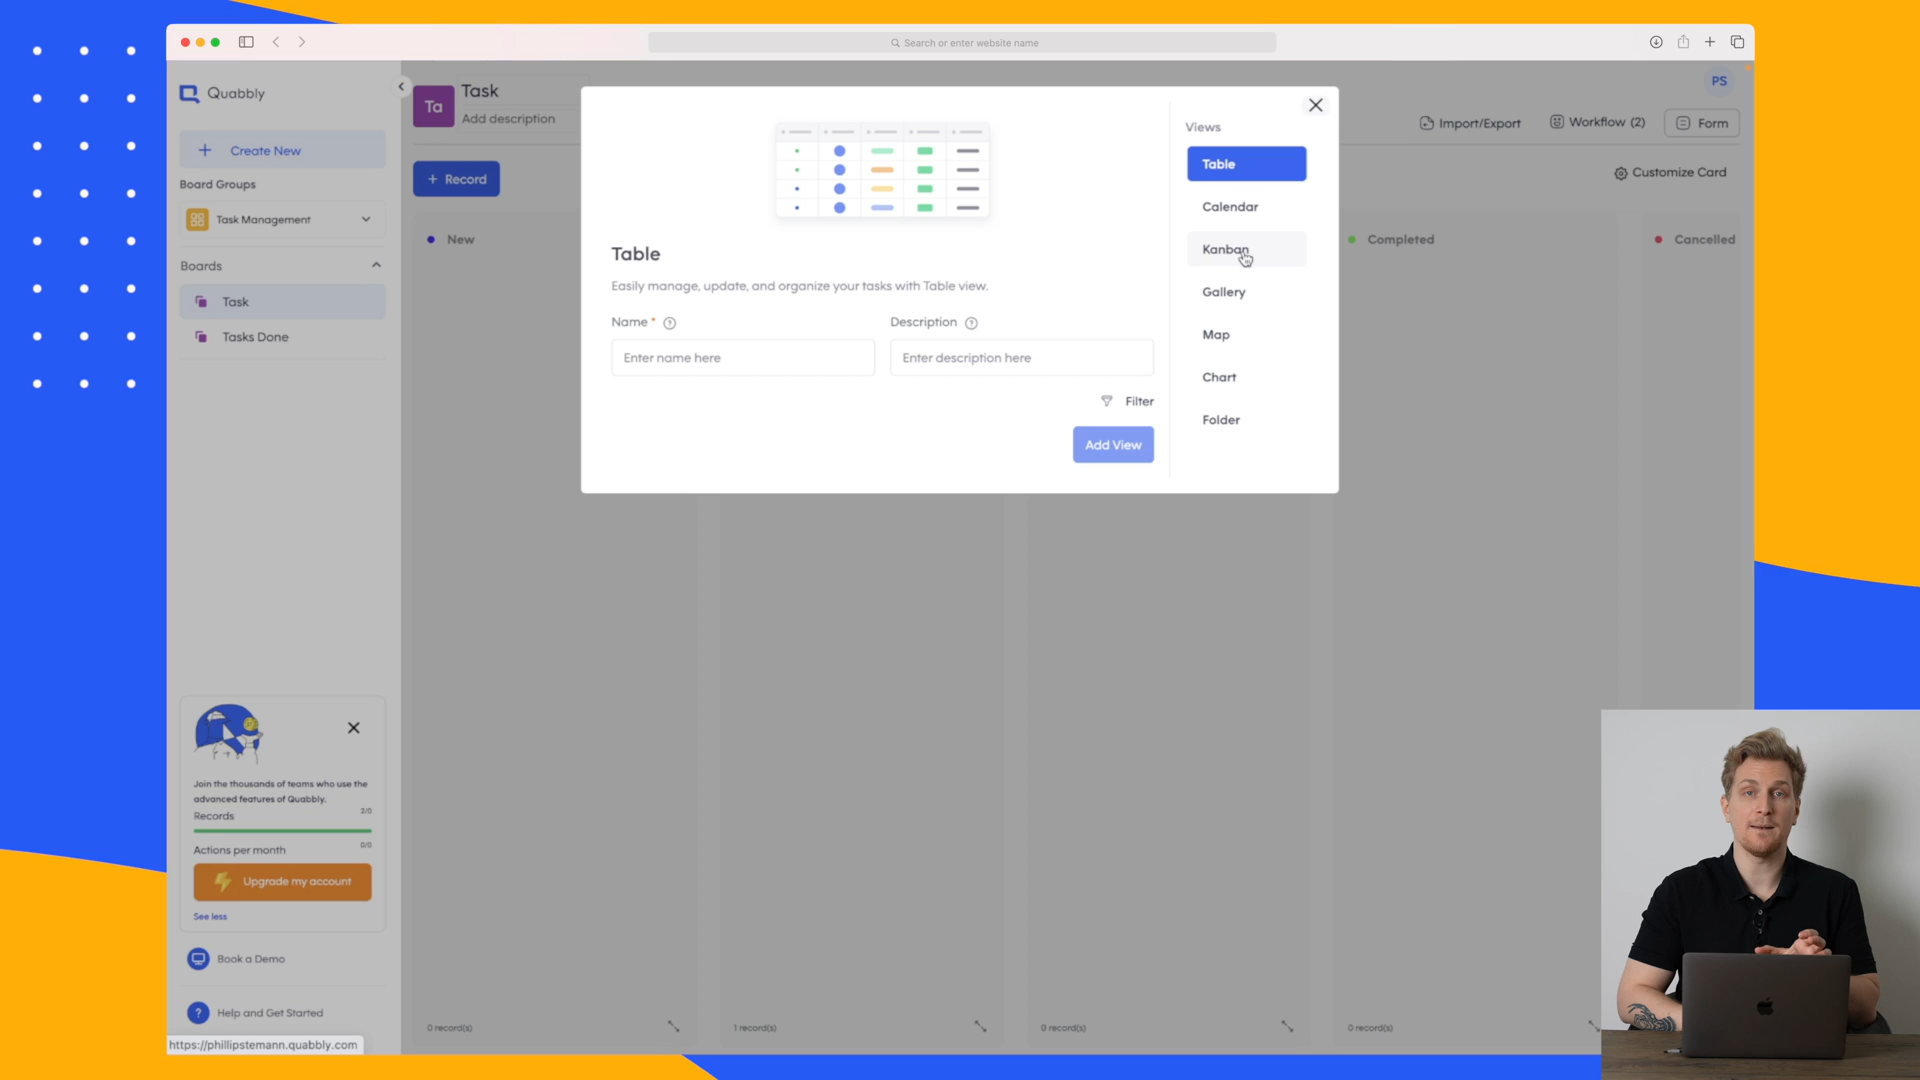 Search or enter website name
Quabbly
Create New
Board Groups
Task Management
Boards
Task
Tasks Done
Join the thousands of teams who use the
advanced features of Quabbly.
Records 2/0
Actions per month 0/0
Upgrade my account
See less
Book a Demo
? Help and Get Started
https://phillipstemann.quabbly.com
Ta
Task
Add description
PS
Import/Export
Workflow (2)
Form
+ Record
Customize Card
New
Completed
Cancelled
Table
Easily manage, update, and organize your tasks with Table view.
Name *
Description
Enter name here
Enter description here
Filter
Add View
Views
Table
Calendar
Kanban
Gallery
Map
Chart
Folder
0 record(s)
1 record(s)
0 record(s)
0 record(s)